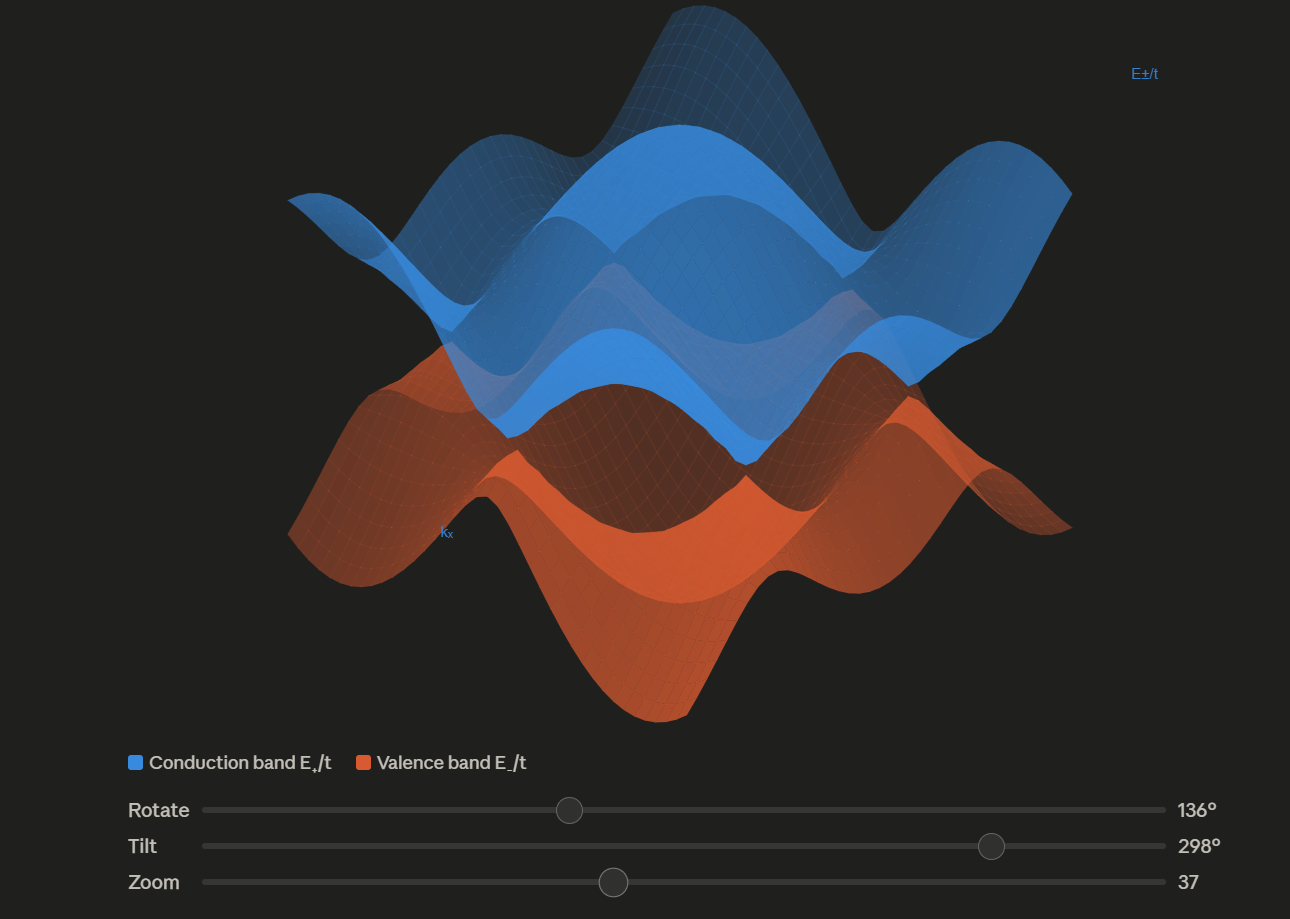 E±/t
kₓ
Conduction band E₊/t Valence band E₋/t
Rotate 136°
Tilt 298°
Zoom 37